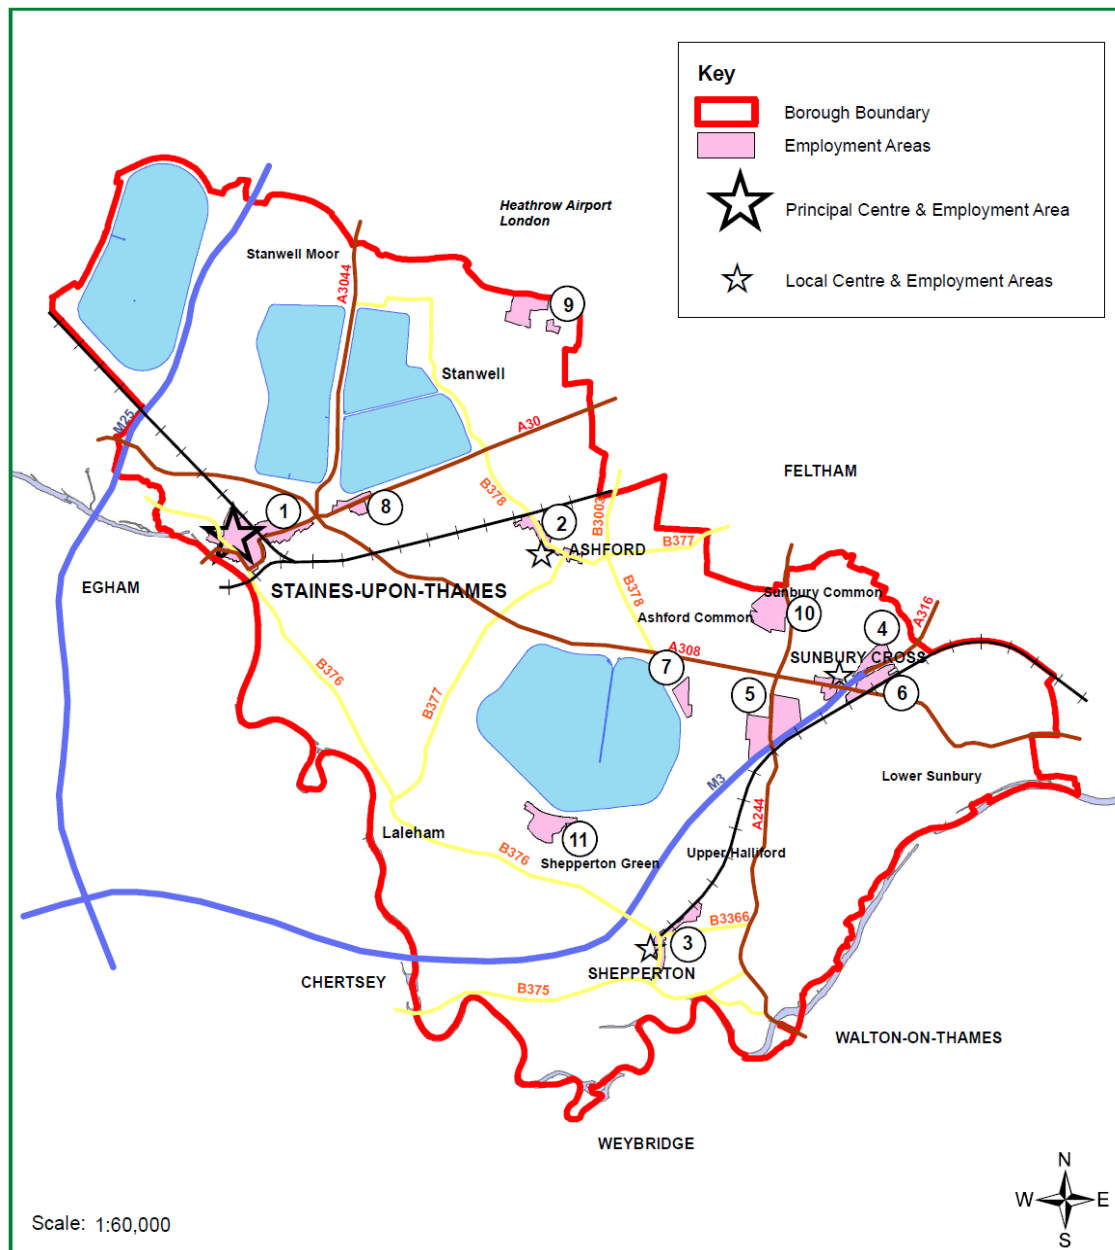 Key
Borough Boundary
Employment Areas
Principal Centre & Employment Area
Local Centre & Employment Areas
Heathrow Airport
London
Stanwell Moor
A3044
9
Stanwell
M25
A30
FELTHAM
B378
1
8
2
B3003
ASHFORD
B377
EGHAM
STAINES-UPON-THAMES
B378
Sunbury Common
Ashford Common
10
A316
4
A308
SUNBURY CROSS
7
B376
B377
5
6
M3
Lower Sunbury
A244
Laleham
11
B376
Shepperton Green
Upper Halliford
B3366
3
CHERTSEY
SHEPPERTON
B375
WALTON-ON-THAMES
WEYBRIDGE
N
W
E
S
Scale: 1:60,000